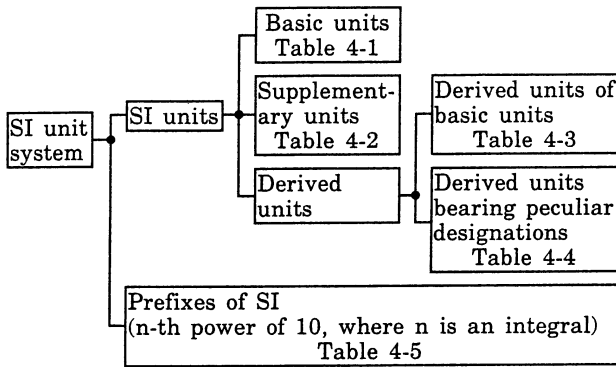 Basic units
Table 4-1
SI unit
system
SI units
Supplement-
ary units
Table 4-2
Derived
units
Derived units of
basic units
Table 4-3
Derived units
bearing peculiar
designations
Table 4-4
Prefixes of SI
(n-th power of 10, where n is an integral)
Table 4-5